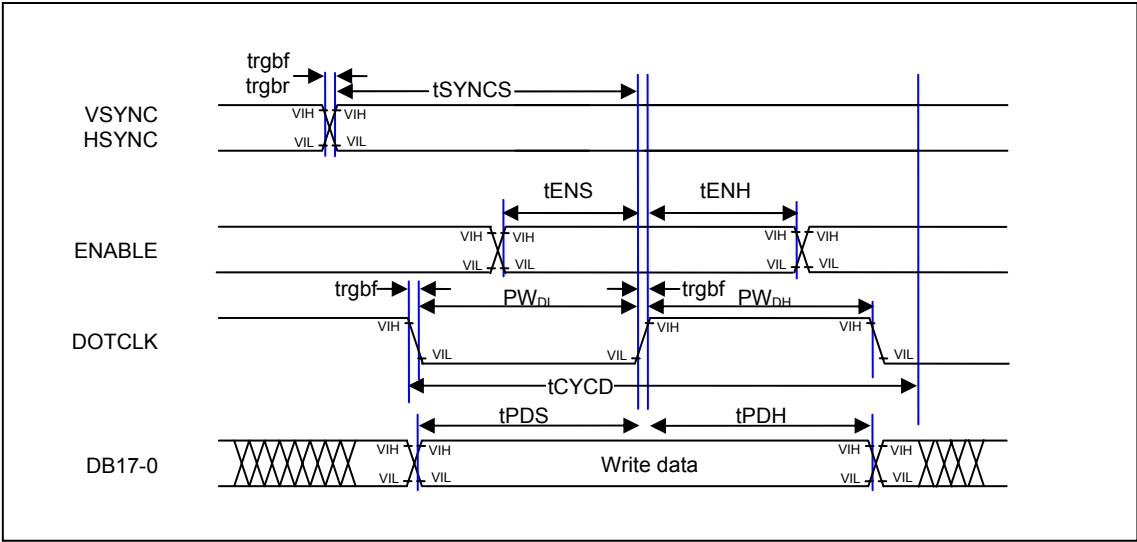 trgbf
trgbr
tSYNCS
VSYNC
HSYNC
VIH VIH
VIL VIL
tENS tENH
ENABLE
VIH VIH VIH VIH
VIL VIL VIL VIL
trgbf PWDL trgbf PWDH
DOTCLK
VIH VIH VIH
VIL VIL VIL
tCYCD
tPDS tPDH
DB17-0
VIH VIH VIH VIH
Write data
VIL VIL VIL VIL